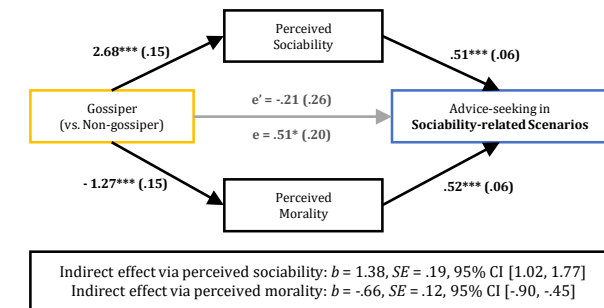 Perceived
Sociability
2.68*** (.15)
.51*** (.06)
Gossiper
(vs. Non-gossiper)
e' = -.21 (.26)
e = .51* (.20)
Advice-seeking in
Sociability-related Scenarios
- 1.27*** (.15)
.52*** (.06)
Perceived
Morality
Indirect effect via perceived sociability: b = 1.38, SE = .19, 95% CI [1.02, 1.77]
Indirect effect via perceived morality: b = -.66, SE = .12, 95% CI [-.90, -.45]